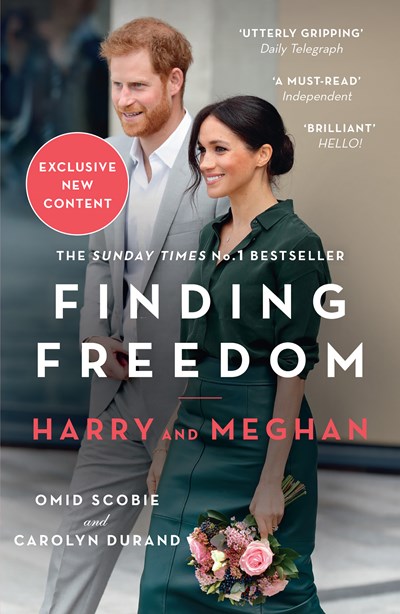 ‘UTTERLY GRIPPING’
Daily Telegraph
‘A MUST-READ’
Independent
‘BRILLIANT’
HELLO!
EXCLUSIVE
NEW
CONTENT
THE SUNDAY TIMES No.1 BESTSELLER
FINDING
FREEDOM
HARRY AND MEGHAN
OMID SCOBIE
and
CAROLYN DURAND